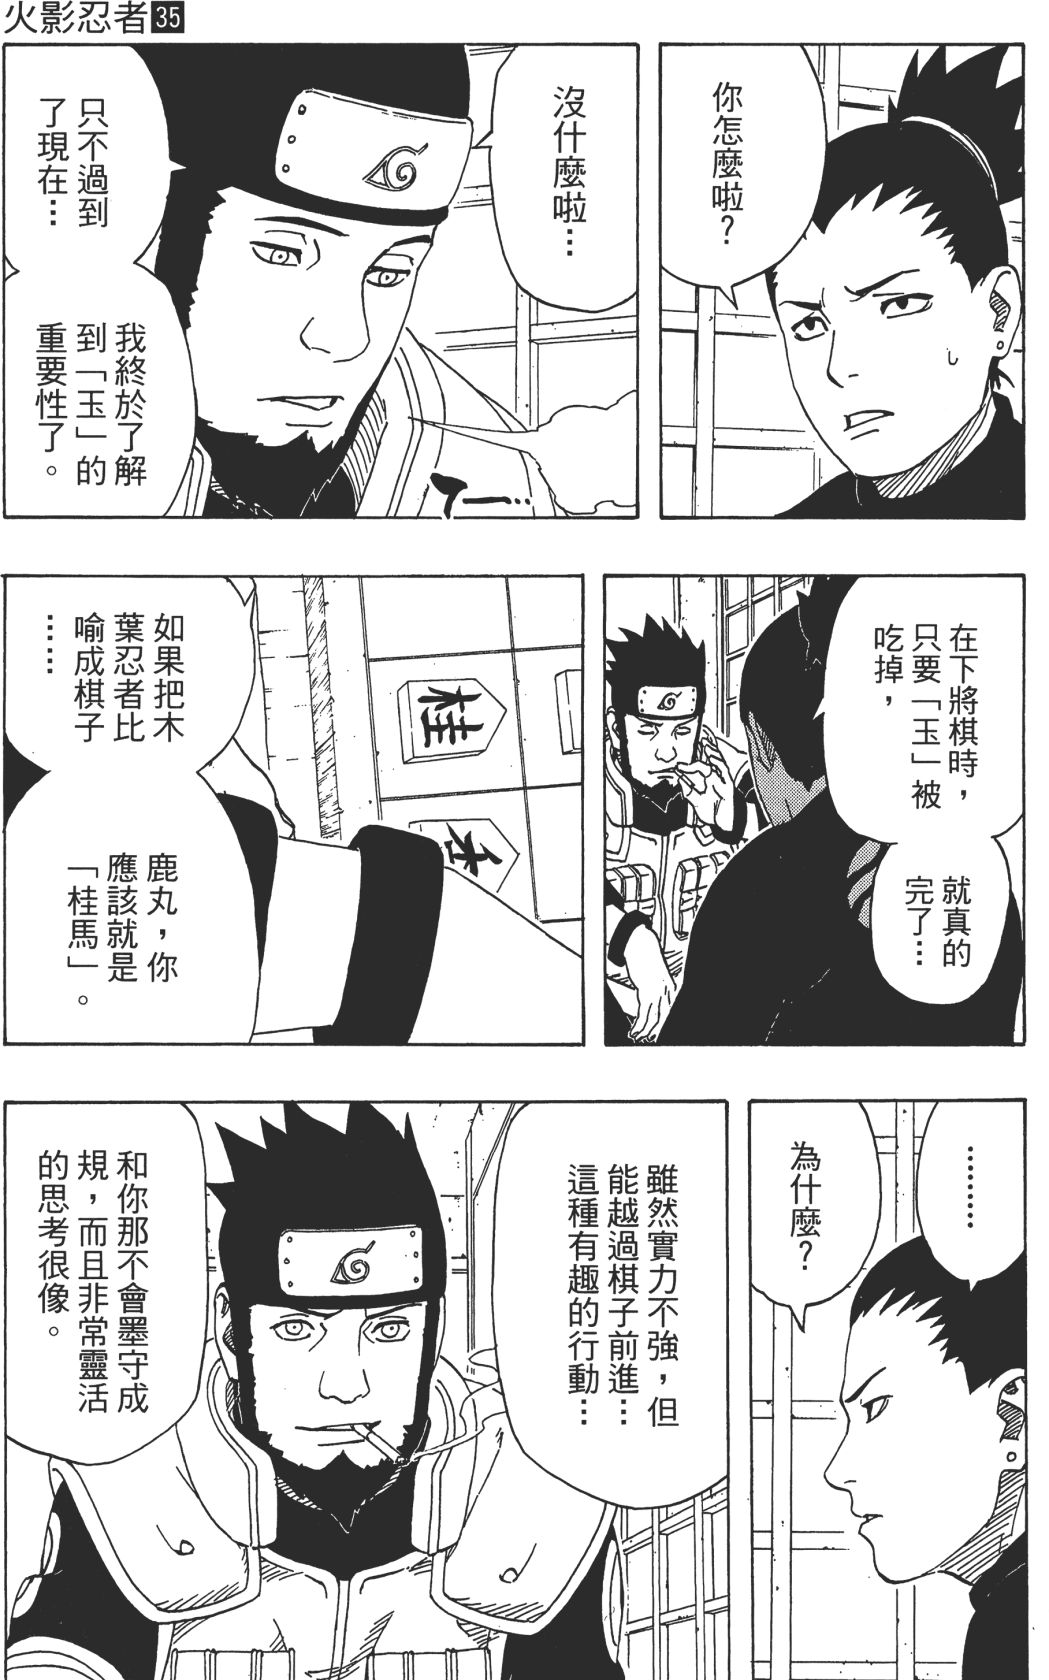 火影忍者35
你怎麼啦？
沒什麼啦…
只不過到
了現在…
我終於了解
到「玉」的
重要性了。
在下將棋時，
只要「玉」被
吃掉，
就真的
完了…
如果把木
葉忍者比
喻成棋子
……
鹿丸，你
應該就是
「桂馬」。
桂
………
為什麼？
雖然實力不強，但
能越過棋子前進…
這種有趣的行動…
和你那不會墨守成
規，而且非常靈活
的思考很像。